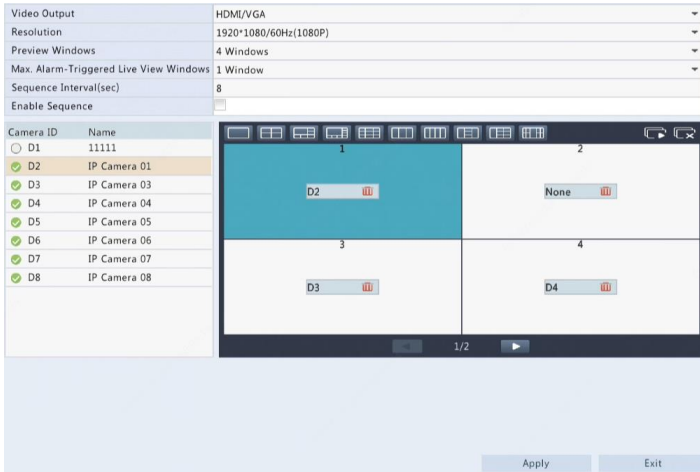 Video Output HDMI/VGA
Resolution 1920*1080/60Hz(1080P)
Preview Windows 4 Windows
Max. Alarm-Triggered Live View Windows 1 Window
Sequence Interval(sec) 8
Enable Sequence
Camera ID Name
D1 11111
D2 IP Camera 01
D3 IP Camera 03
D4 IP Camera 04
D5 IP Camera 05
D6 IP Camera 06
D7 IP Camera 07
D8 IP Camera 08
1 2
D2 None
3 4
D3 D4
1/2
Apply Exit